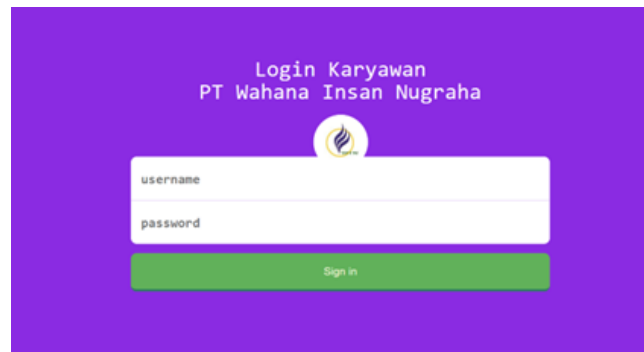 Login Karyawan
PT Wahana Insan Nugraha
username
password
Sign in